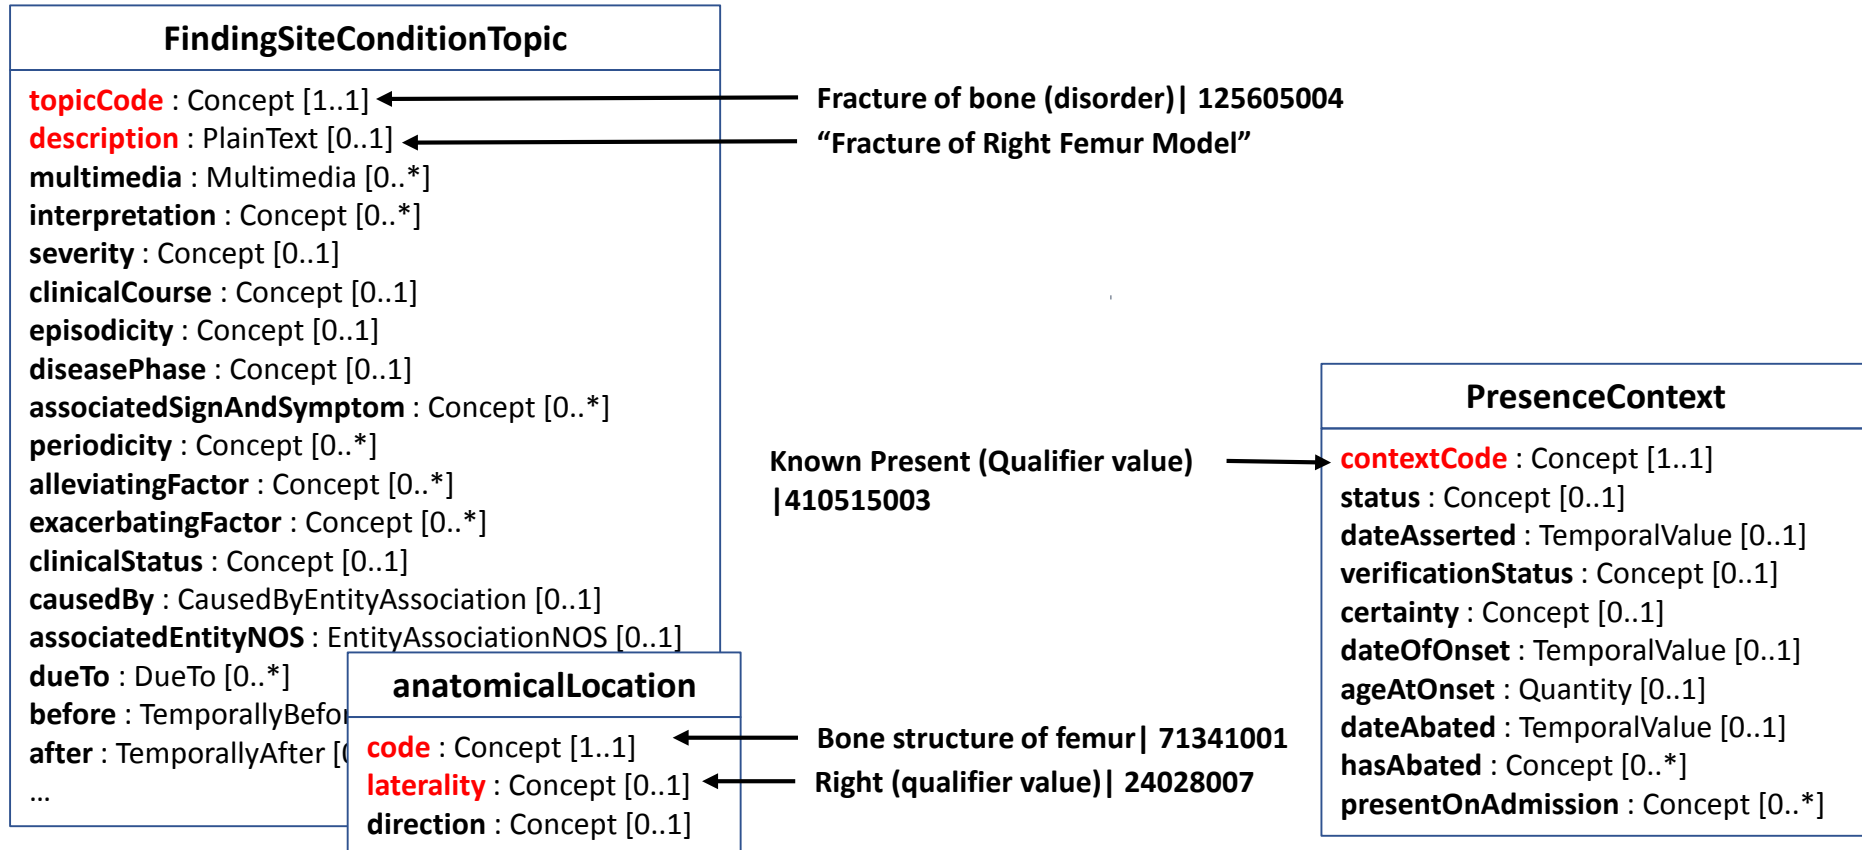 FindingSiteConditionTopic
topicCode : Concept [1..1]
description : PlainText [0..1]
multimedia : Multimedia [0..*]
interpretation : Concept [0..*]
severity : Concept [0..1]
clinicalCourse : Concept [0..1]
episodicity : Concept [0..1]
diseasePhase : Concept [0..1]
associatedSignAndSymptom : Concept [0..*]
periodicity : Concept [0..*]
alleviatingFactor : Concept [0..*]
exacerbatingFactor : Concept [0..*]
clinicalStatus : Concept [0..1]
causedBy : CausedByEntityAssociation [0..1]
associatedEntityNOS : EntityAssociationNOS [0..1]
dueTo : DueTo [0..*]
before : TemporallyBefor
after : TemporallyAfter [0
...
anatomicalLocation
code : Concept [1..1]
laterality : Concept [0..1]
direction : Concept [0..1]
Fracture of bone (disorder)| 125605004
“Fracture of Right Femur Model”
Known Present (Qualifier value)
|410515003
Bone structure of femur| 71341001
Right (qualifier value)| 24028007
PresenceContext
contextCode : Concept [1..1]
status : Concept [0..1]
dateAsserted : TemporalValue [0..1]
verificationStatus : Concept [0..1]
certainty : Concept [0..1]
dateOfOnset : TemporalValue [0..1]
ageAtOnset : Quantity [0..1]
dateAbated : TemporalValue [0..1]
hasAbated : Concept [0..*]
presentOnAdmission : Concept [0..*]